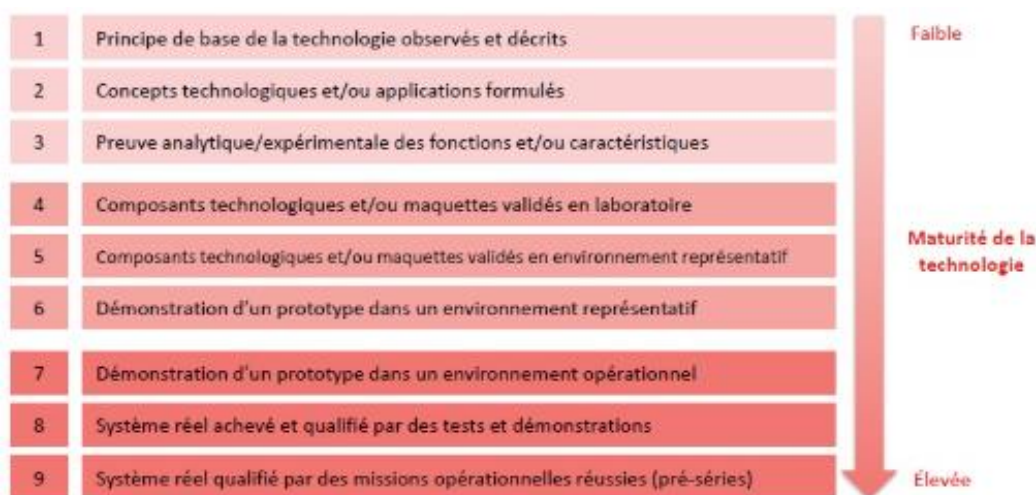 1 Principe de base de la technologie observés et décrits
Faible
2 Concepts technologiques et/ou applications formulés
3 Preuve analytique/expérimentale des fonctions et/ou caractéristiques
4 Composants technologiques et/ou maquettes validés en laboratoire
5 Composants technologiques et/ou maquettes validés en environnement représentatif
Maturité de la
technologie
6 Démonstration d'un prototype dans un environnement représentatif
7 Démonstration d'un prototype dans un environnement opérationnel
8 Système réel achevé et qualifié par des tests et démonstrations
9 Système réel qualifié par des missions opérationnelles réussies (pré-séries)
Élevée